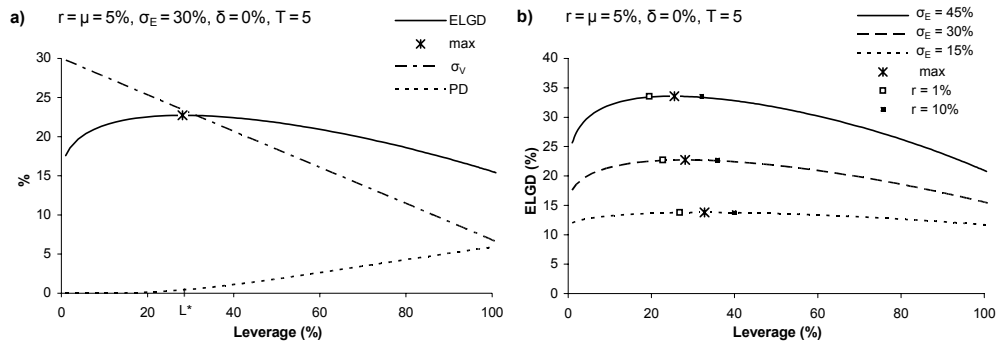 a) r = μ = 5%, σE = 30%, δ = 0%, T = 5
ELGD
max
σV
PD
30
25
20
15
10
5
0
%
0 20 40 60 80 100
L*
Leverage (%)
b) r = μ = 5%, δ = 0%, T = 5
σE = 45%
σE = 30%
σE = 15%
max
r = 1%
r = 10%
40
35
30
25
20
15
10
5
0
ELGD (%)
0 20 40 60 80 100
Leverage (%)